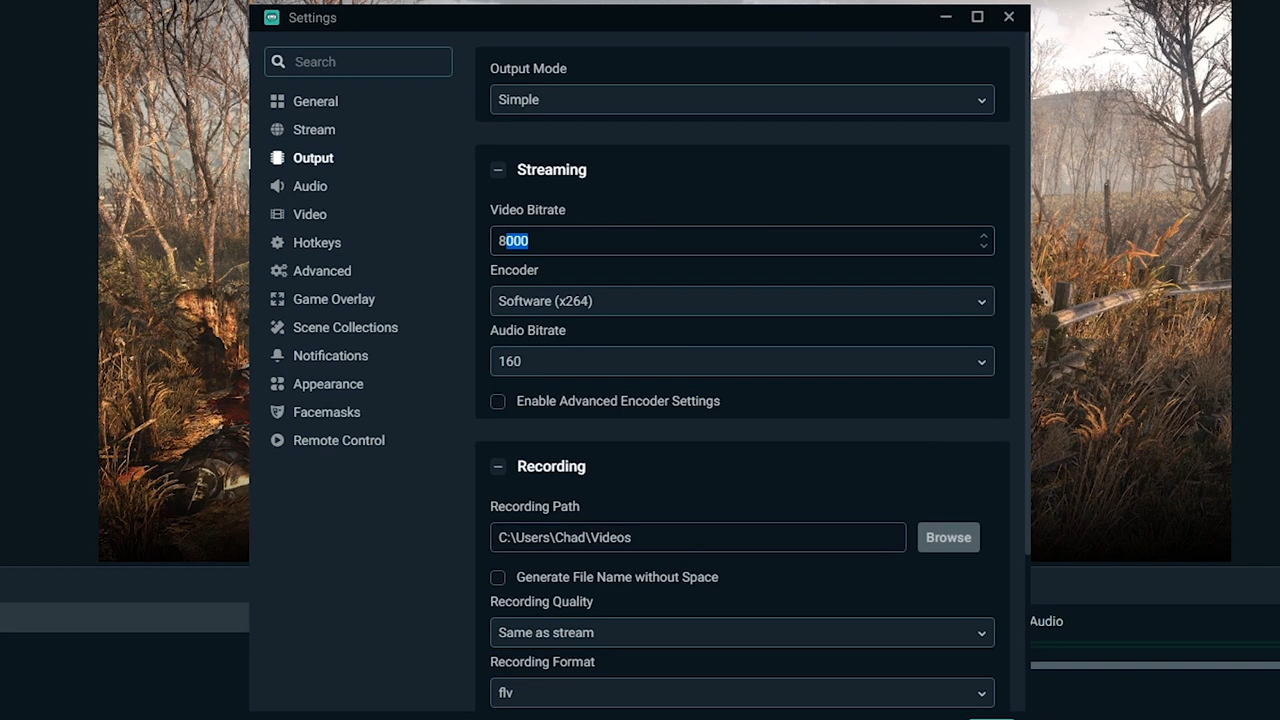 Settings
Search
General
Stream
Output
Audio
Video
Hotkeys
Advanced
Game Overlay
Scene Collections
Notifications
Appearance
Facemasks
Remote Control
Output Mode
Simple
Streaming
Video Bitrate
8000
Encoder
Software (x264)
Audio Bitrate
160
Enable Advanced Encoder Settings
Recording
Recording Path
C:\Users\Chad\Videos
Browse
Generate File Name without Space
Recording Quality
Same as stream
Recording Format
flv
Audio